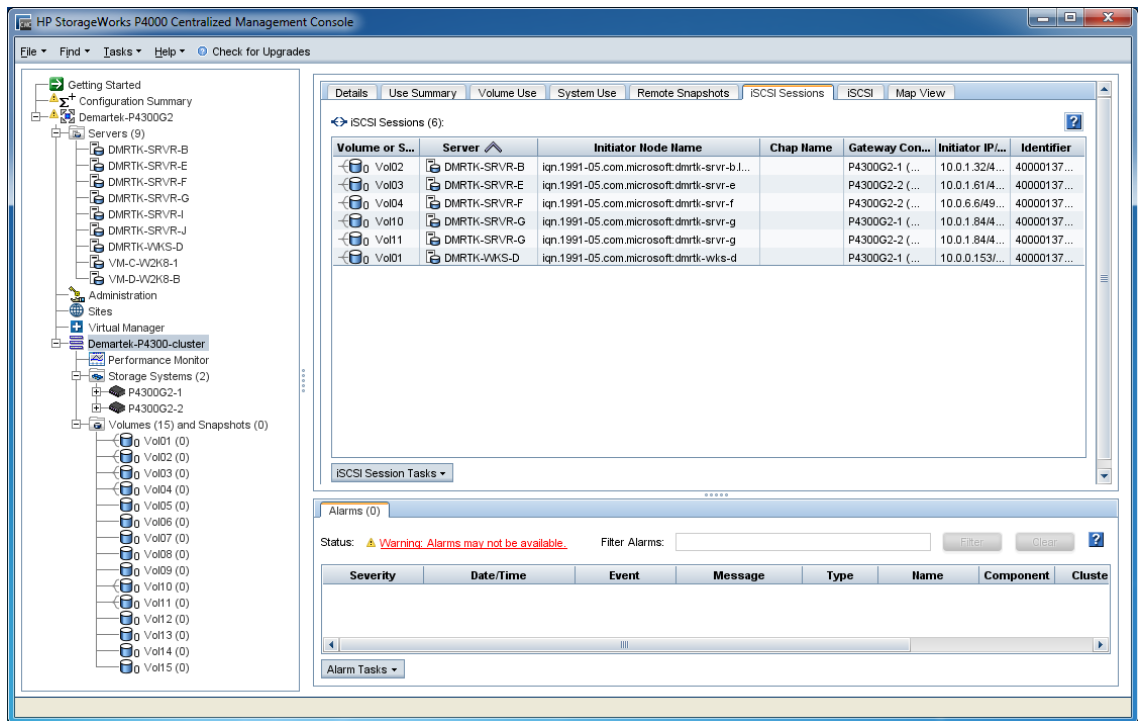 HP StorageWorks P4000 Centralized Management Console
File Find Tasks Help Check for Upgrades
Getting Started
Configuration Summary
Demartek-P4300G2
Servers (9)
DMRTK-SRVR-B
DMRTK-SRVR-E
DMRTK-SRVR-F
DMRTK-SRVR-G
DMRTK-SRVR-I
DMRTK-SRVR-J
DMRTK-WKS-D
VM-C-W2K8-1
VM-D-W2K8-B
Administration
Sites
Virtual Manager
Demartek-P4300-cluster
Performance Monitor
Storage Systems (2)
P4300G2-1
P4300G2-2
Volumes (15) and Snapshots (0)
Vol01 (0)
Vol02 (0)
Vol03 (0)
Vol04 (0)
Vol05 (0)
Vol06 (0)
Vol07 (0)
Vol08 (0)
Vol09 (0)
Vol10 (0)
Vol11 (0)
Vol12 (0)
Vol13 (0)
Vol14 (0)
Vol15 (0)
Details Use Summary Volume Use System Use Remote Snapshots iSCSI Sessions iSCSI Map View
iSCSI Sessions (6): ?
Volume or S... Server Initiator Node Name Chap Name Gateway Con... Initiator IP/... Identifier
Vol02 DMRTK-SRVR-B iqn.1991-05.com.microsoft:dmrtk-srvr-b.l... P4300G2-1 (... 10.0.1.32/4... 40000137...
Vol03 DMRTK-SRVR-E iqn.1991-05.com.microsoft:dmrtk-srvr-e P4300G2-2 (... 10.0.1.61/4... 40000137...
Vol04 DMRTK-SRVR-F iqn.1991-05.com.microsoft:dmrtk-srvr-f P4300G2-2 (... 10.0.6.6/49... 40000137...
Vol10 DMRTK-SRVR-G iqn.1991-05.com.microsoft:dmrtk-srvr-g P4300G2-1 (... 10.0.1.84/4... 40000137...
Vol11 DMRTK-SRVR-G iqn.1991-05.com.microsoft:dmrtk-srvr-g P4300G2-2 (... 10.0.1.84/4... 40000137...
Vol01 DMRTK-WKS-D iqn.1991-05.com.microsoft:dmrtk-wks-d P4300G2-1 (... 10.0.0.153/... 40000137...
iSCSI Session Tasks
Alarms (0)
Status: Warning: Alarms may not be available. Filter Alarms: Filter Clear ?
Severity Date/Time Event Message Type Name Component Cluste
Alarm Tasks